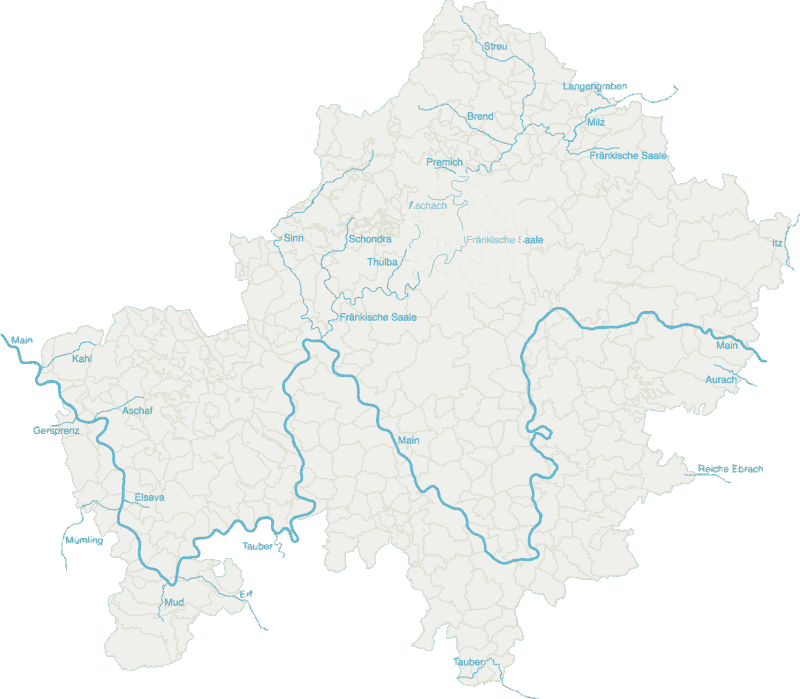 Streu
Langengraben
Brend
Milz
Fränkische Saale
Premich
Aschach
Sinn
Schondra
Fränkische Saale
Itz
Thulba
Fränkische Saale
Main
Main
Kahl
Aurach
Aschaf
Gersprenz
Main
Reiche Ebrach
Elsava
Mümling
Tauber
Erf
Mud
Tauber